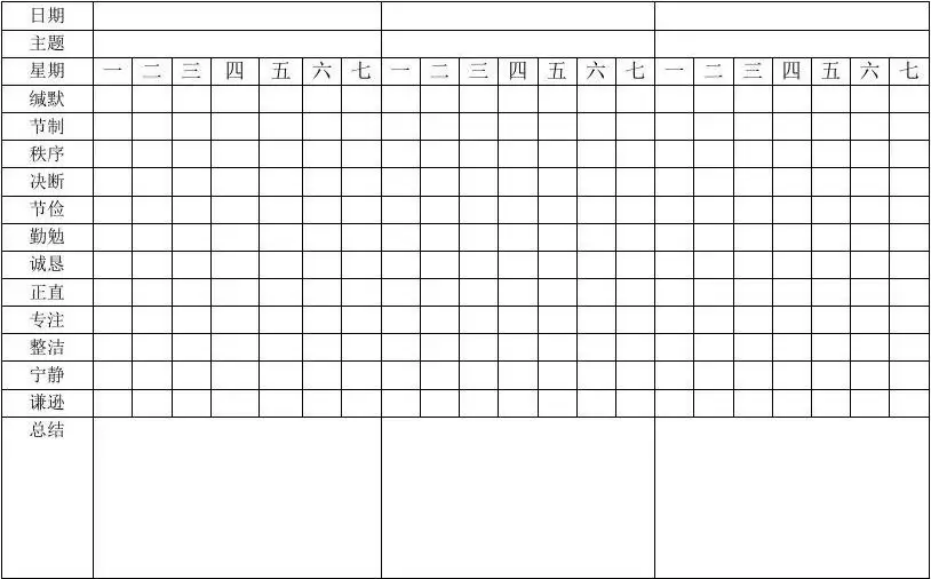 日期
主题
星期 一 二 三 四 五 六 七 一 二 三 四 五 六 七 一 二 三 四 五 六 七
缄默
节制
秩序
决断
节俭
勤勉
诚恳
正直
专注
整洁
宁静
谦逊
总结